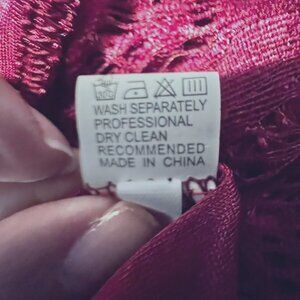 WASH SEPARATELY
PROFESSIONAL
DRY CLEAN
RECOMMENDED
MADE IN CHINA